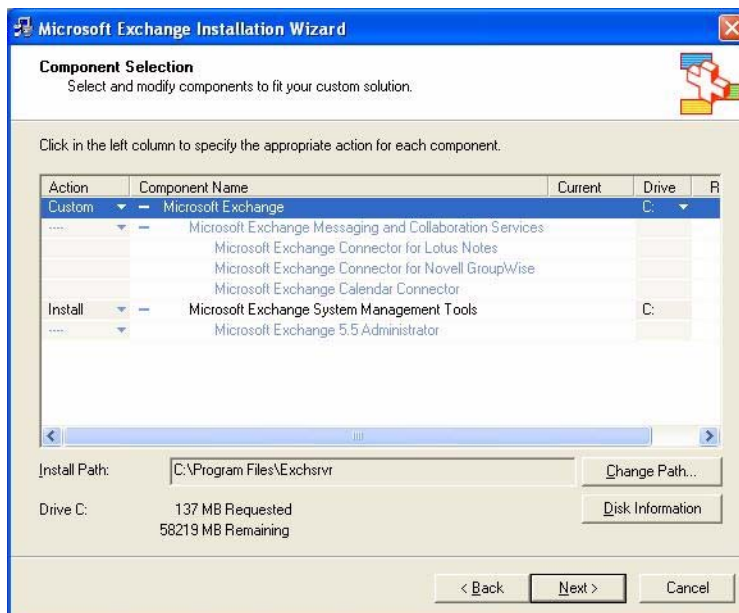 Microsoft Exchange Installation Wizard
Component Selection
Select and modify components to fit your custom solution.
Click in the left column to specify the appropriate action for each component.
Action Component Name Current Drive R
Custom Microsoft Exchange C:
---- Microsoft Exchange Messaging and Collaboration Services
Microsoft Exchange Connector for Lotus Notes
Microsoft Exchange Connector for Novell GroupWise
Microsoft Exchange Calendar Connector
Install Microsoft Exchange System Management Tools C:
---- Microsoft Exchange 5.5 Administrator
Install Path: C:\Program Files\Exchsrvr Change Path...
Drive C: 137 MB Requested Disk Information
58219 MB Remaining
< Back Next > Cancel